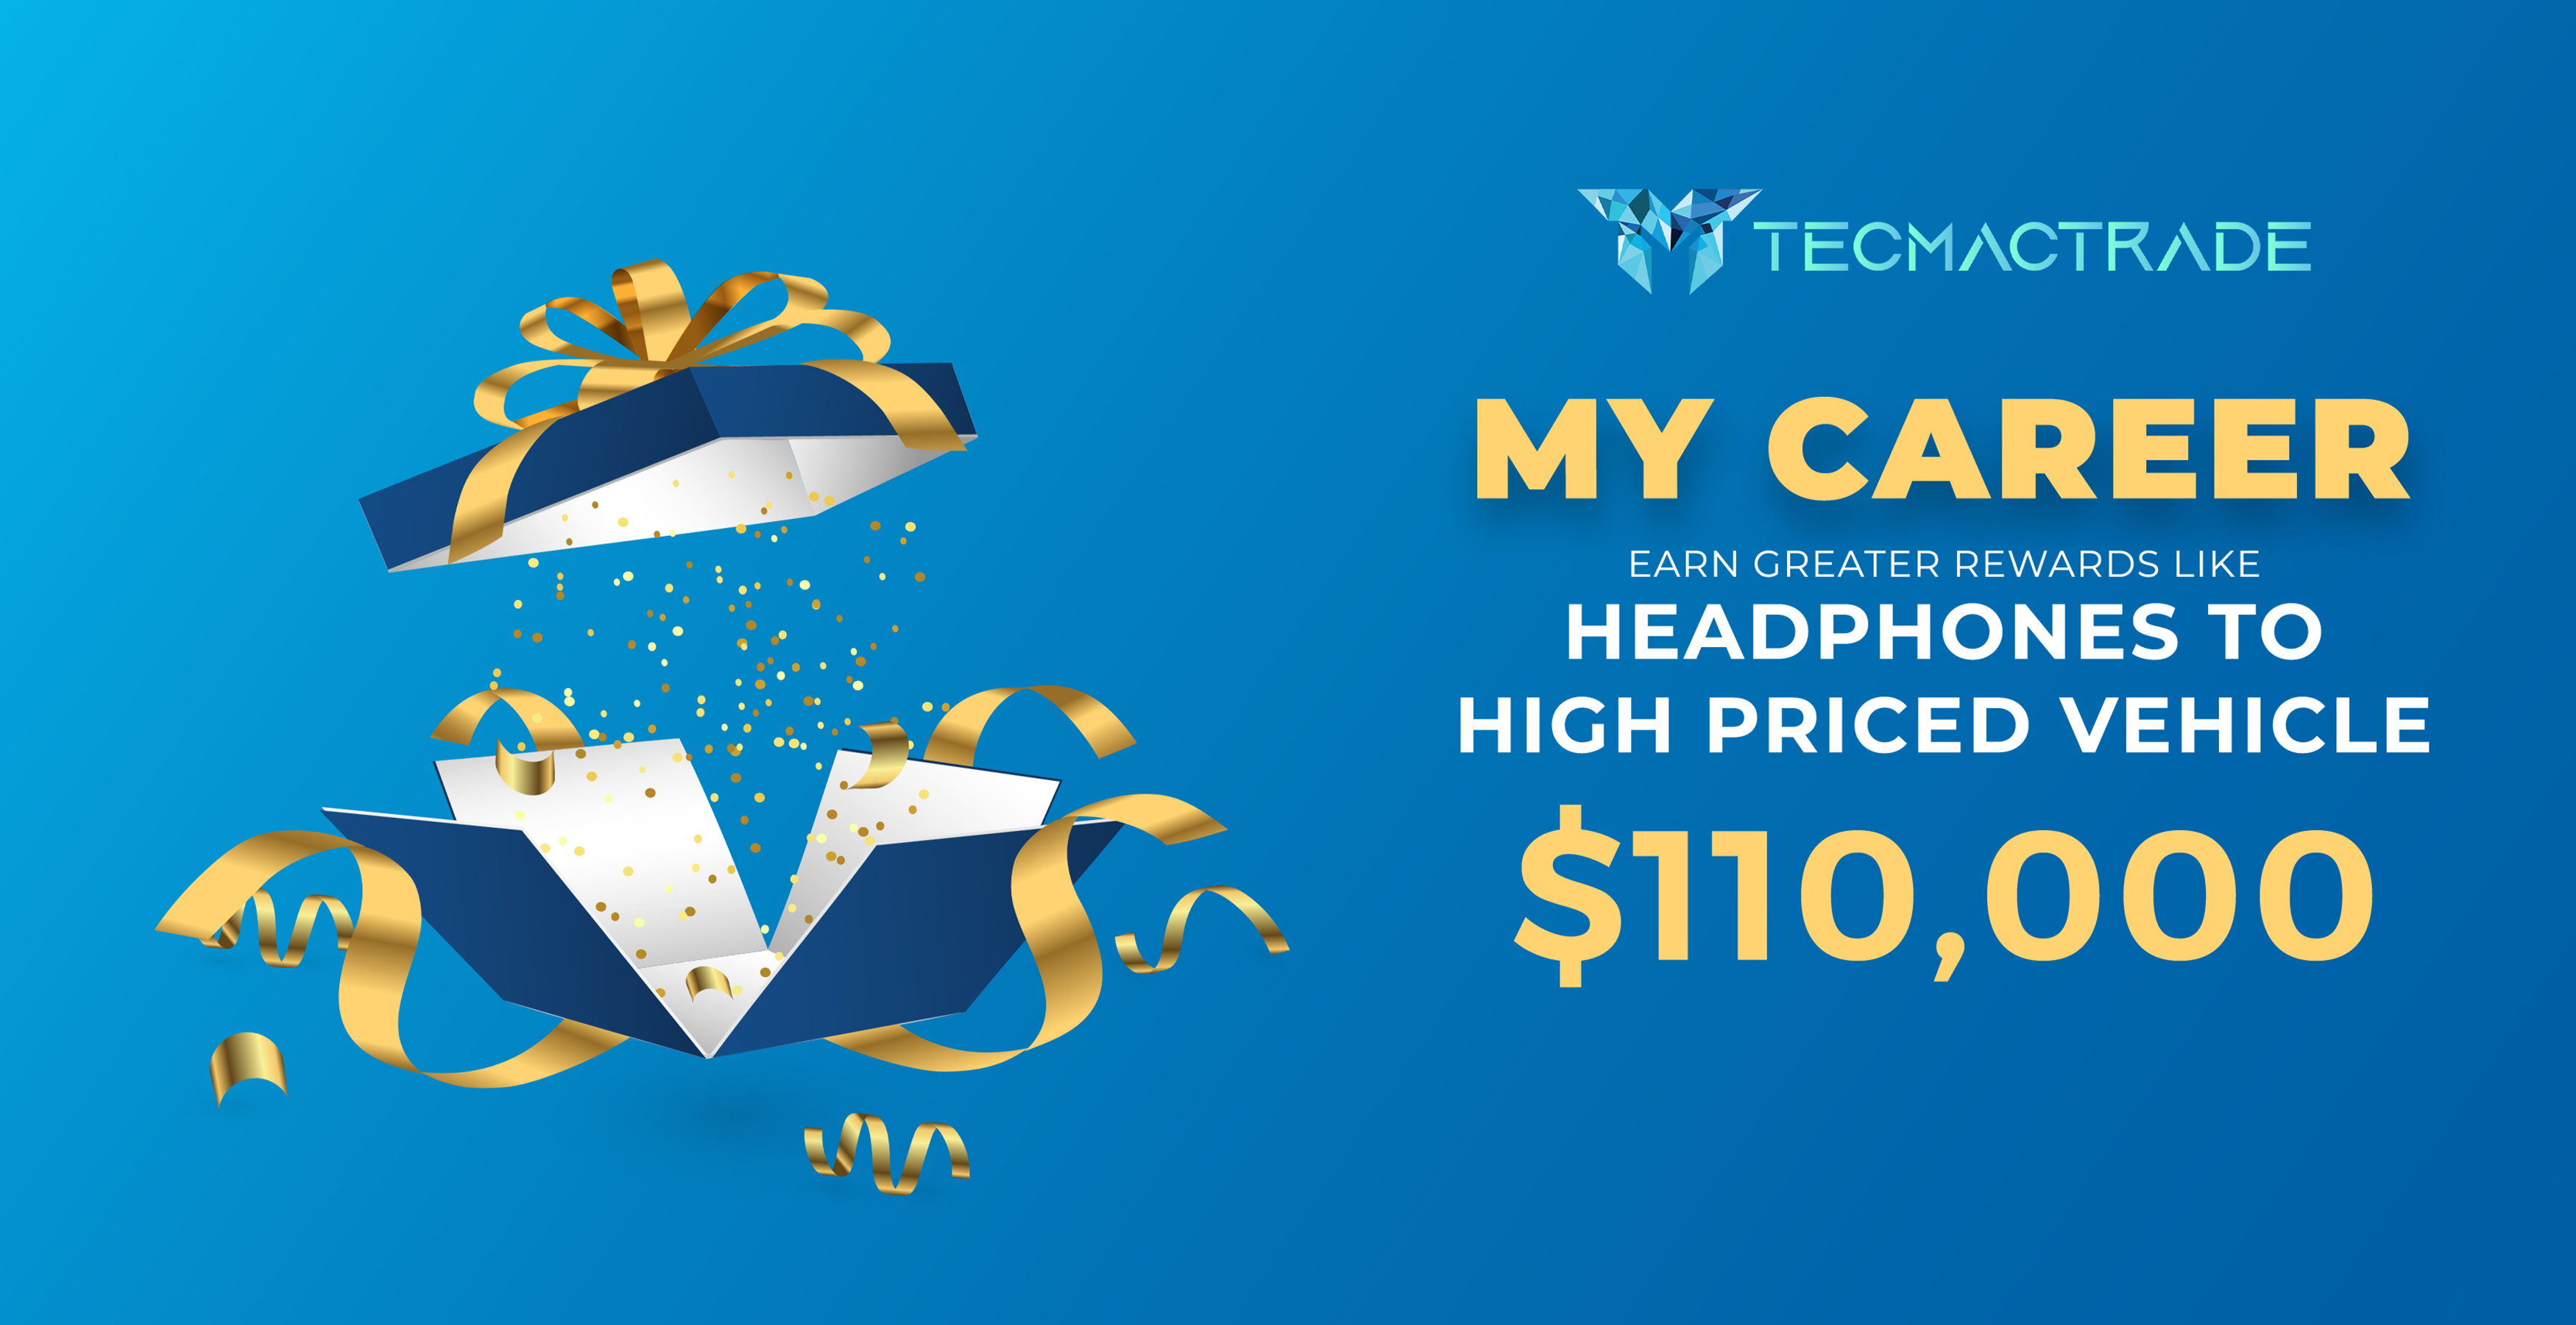 TECMACTRADE
MY CAREER
EARN GREATER REWARDS LIKE
HEADPHONES TO
HIGH PRICED VEHICLE
$110,000